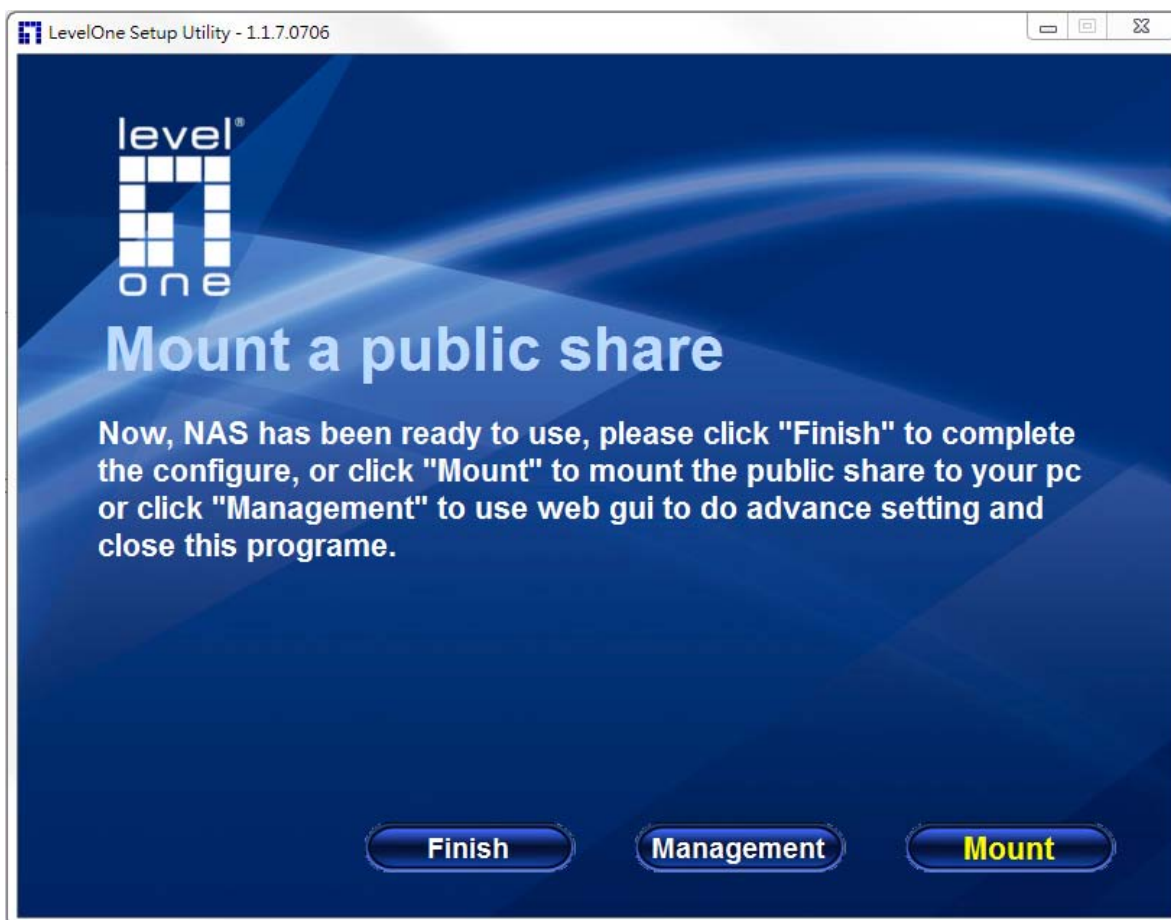 LevelOne Setup Utility - 1.1.7.0706
level®
one
Mount a public share
Now, NAS has been ready to use, please click "Finish" to complete
the configure, or click "Mount" to mount the public share to your pc
or click "Management" to use web gui to do advance setting and
close this programe.
Finish Management Mount